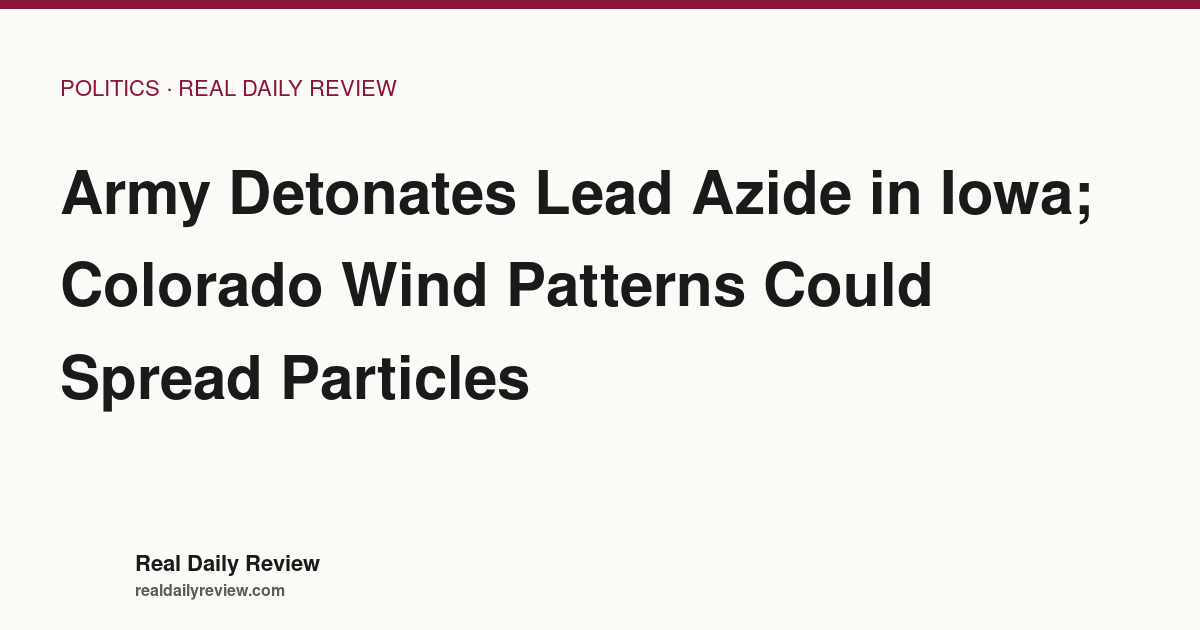 POLITICS · REAL DAILY REVIEW
Army Detonates Lead Azide in Iowa;
Colorado Wind Patterns Could
Spread Particles
Real Daily Review
realdailyreview.com